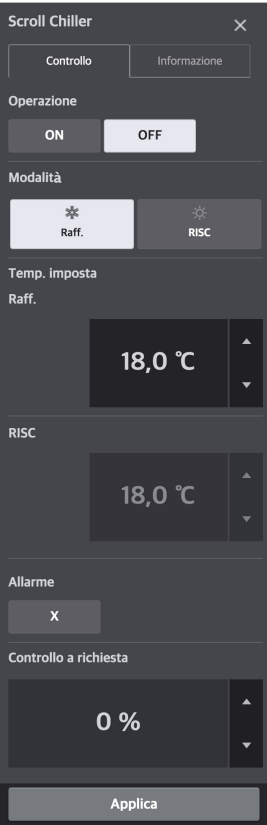 Scroll Chiller ×
Controllo Informazione
Operazione
ON OFF
Modalità
Raff. RISC
Temp. imposta
Raff.
18,0 ℃
RISC
18,0 ℃
Allarme
X
Controllo a richiesta
0 %
Applica